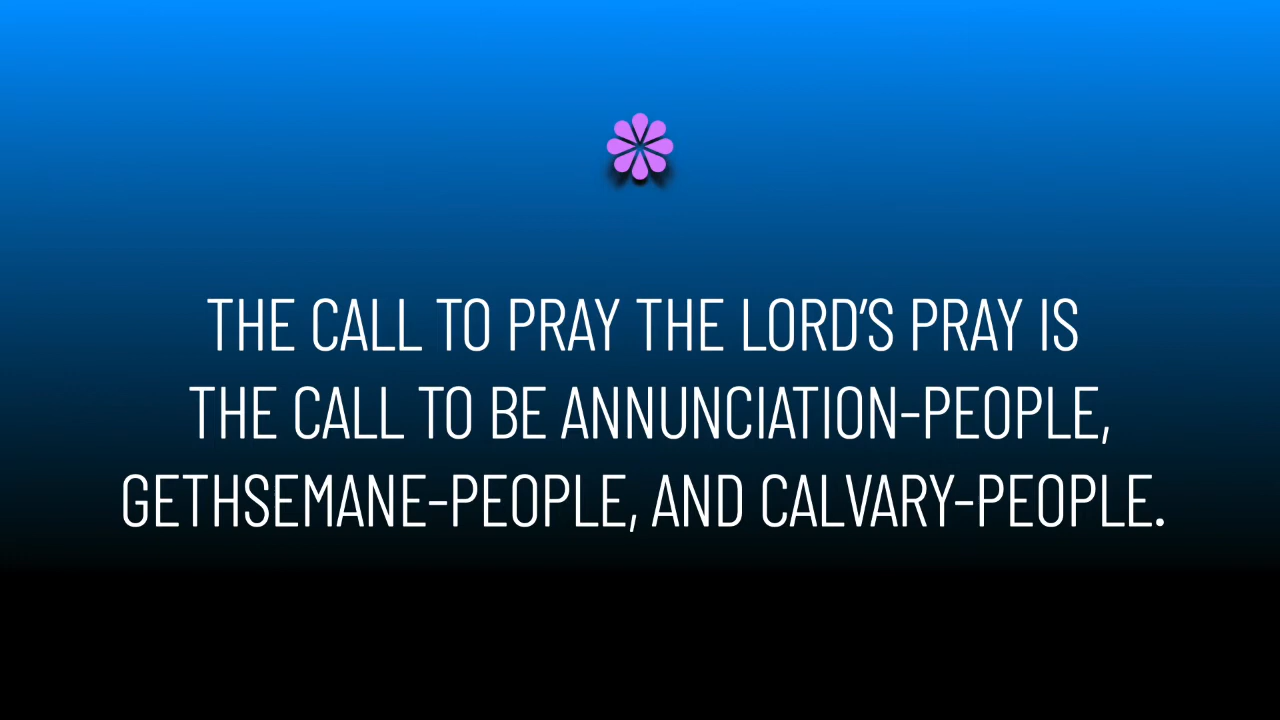 THE CALL TO PRAY THE LORD’S PRAY IS
THE CALL TO BE ANNUNCIATION-PEOPLE,
GETHSEMANE-PEOPLE, AND CALVARY-PEOPLE.